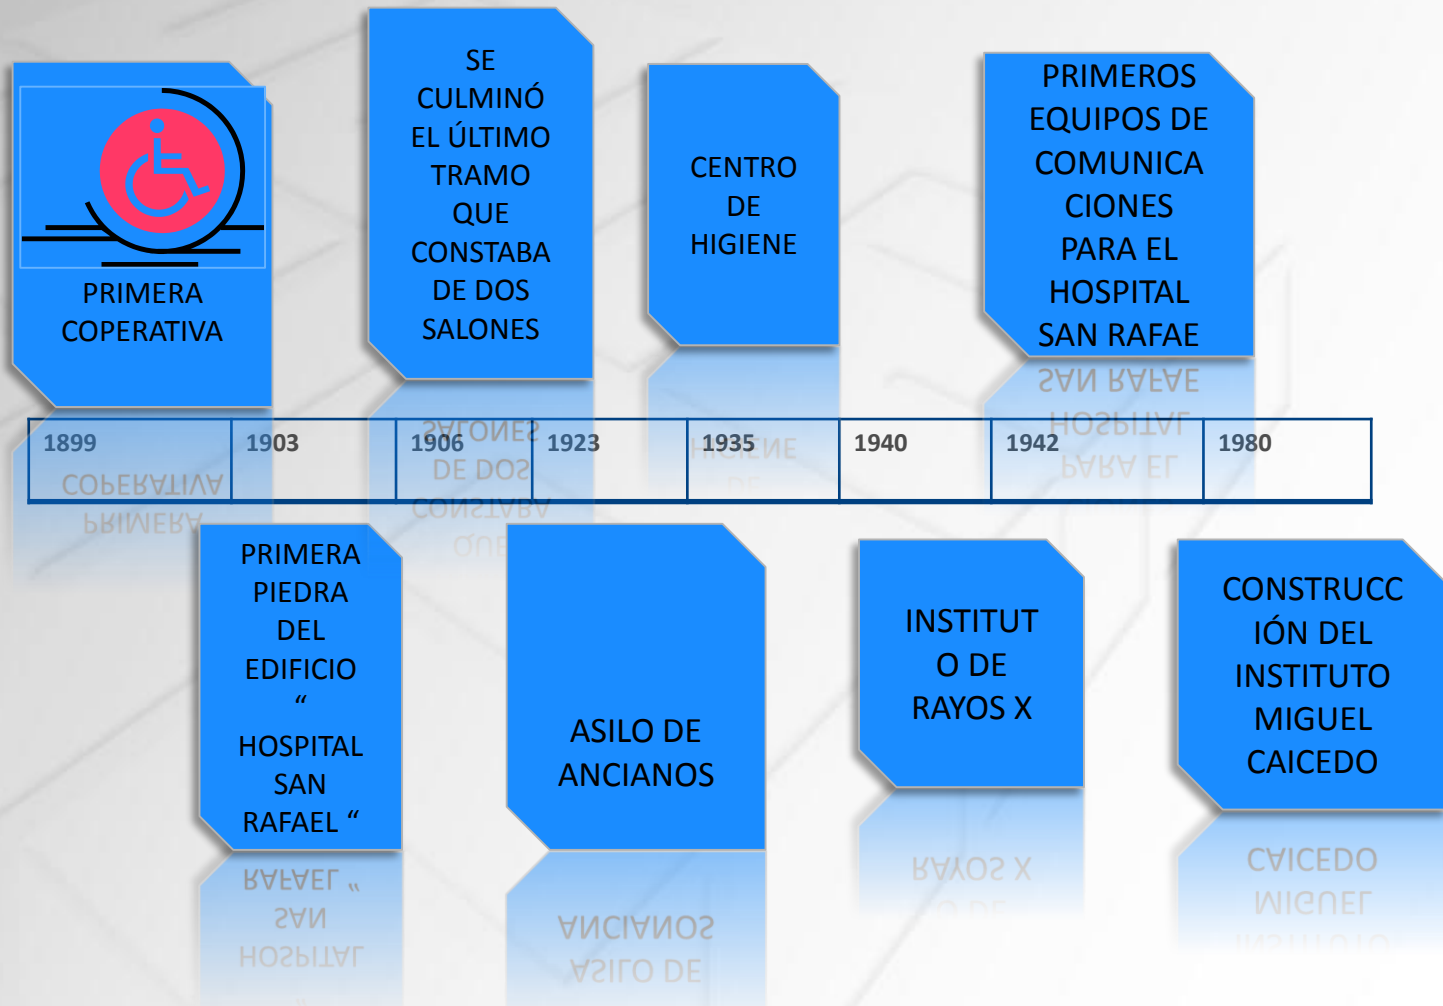 PRIMERA
COPERATIVA
SE
CULMINÓ
EL ÚLTIMO
TRAMO
QUE
CONSTABA
DE DOS
SALONES
CENTRO
DE
HIGIENE
PRIMEROS
EQUIPOS DE
COMUNICA
CIONES
PARA EL
HOSPITAL
SAN RAFAE
1899 1903 1906 1923 1935 1940 1942 1980
PRIMERA
PIEDRA
DEL
EDIFICIO
“
HOSPITAL
SAN
RAFAEL “
ASILO DE
ANCIANOS
INSTITUT
O DE
RAYOS X
CONSTRUCC
IÓN DEL
INSTITUTO
MIGUEL
CAICEDO